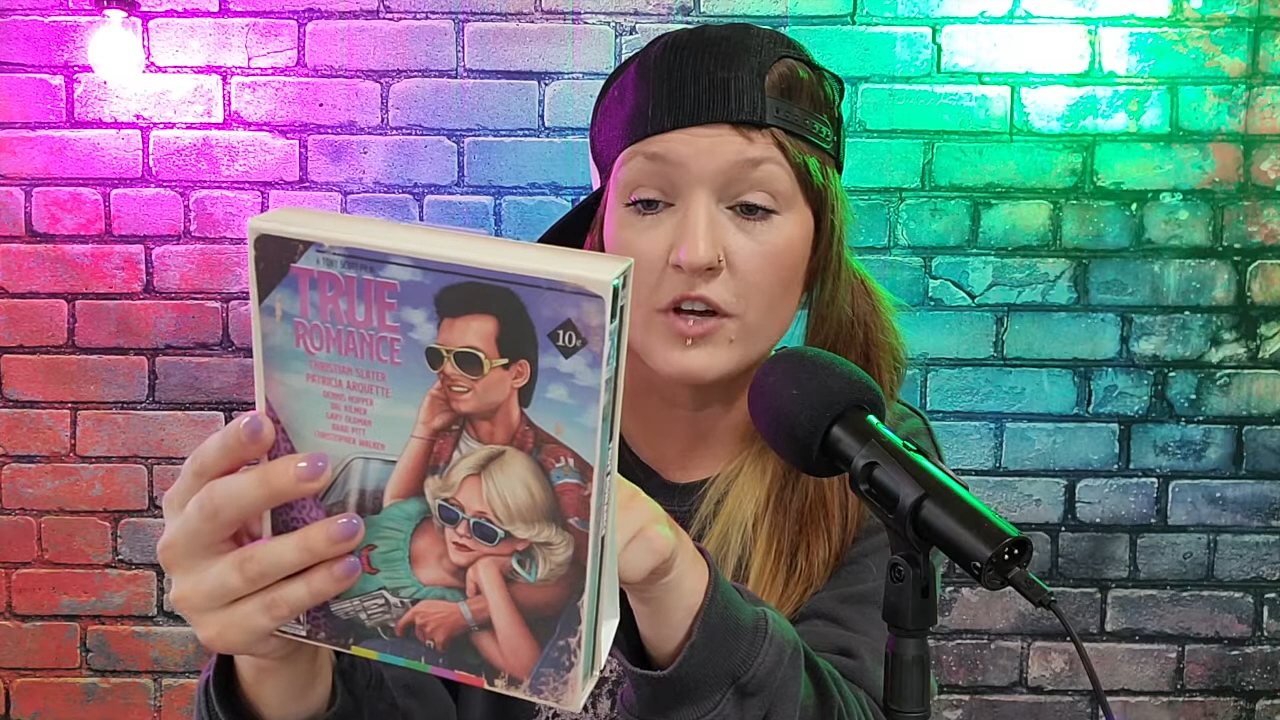 A TONY SCOTT FILM
TRUE
ROMANCE
CHRISTIAN SLATER
PATRICIA ARQUETTE
DENNIS HOPPER
VAL KILMER
GARY OLDMAN
BRAD PITT
CHRISTOPHER WALKEN
10¢